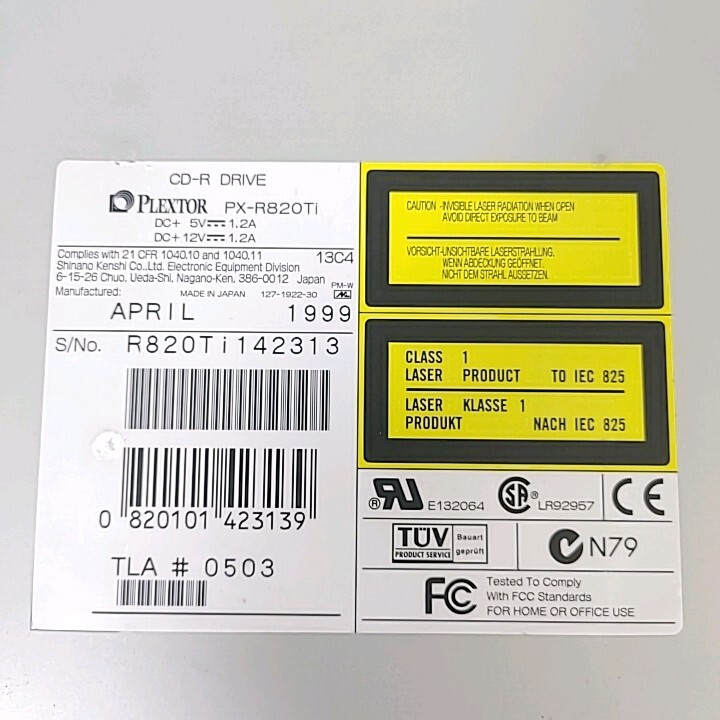 CD-R DRIVE
PLEXTOR PX-R820Ti
DC+ 5V 1.2A
DC+12V 1.2A
Complies with 21 CFR 1040.10 and 1040.11 13C4
Shinano Kenshi Co.,Ltd. Electronic Equipment Division
6-15-26 Chuo, Ueda-Shi, Nagano-Ken, 386-0012 Japan PM-W
Manufactured: MADE IN JAPAN 127-1922-30
APRIL 1999
S/No. R820Ti142313
0 820101 423139
TLA # 0503
CAUTION -INVISIBLE LASER RADIATION WHEN OPEN
AVOID DIRECT EXPOSURE TO BEAM
VORSICHT-UNSICHTBARE LASERSTRAHLUNG,
WENN ABDECKUNG GEÖFFNET,
NICHT DEM STRAHL AUSSETZEN.
CLASS 1
LASER PRODUCT TO IEC 825
LASER KLASSE 1
PRODUKT NACH IEC 825
® E132064 SA ® LR92957 CE
TÜV Bauart
PRODUCT SERVICE geprüft
N79
FC Tested To Comply
With FCC Standards
FOR HOME OR OFFICE USE